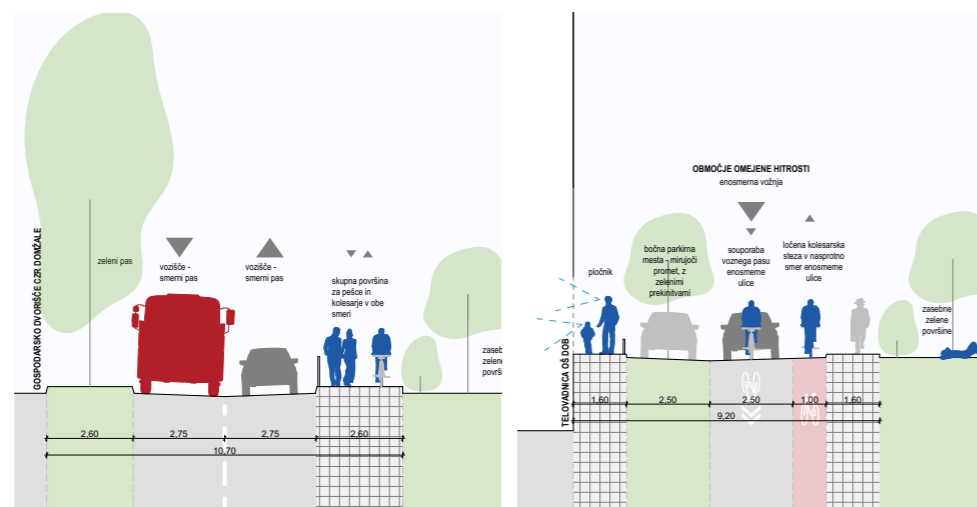 GOSPODARSKO DVORIŠČE CZR DOMŽALE
zeleni pas
vozišče -
smerni pas
vozišče -
smerni pas
skupna površina
za pešce in
kolesarje v obe
smeri
zaseb
zelene
površi
2,60
2,75
2,75
2,60
10,70
TELOVADNICA OŠ DOB
pločnik
bočna parkirna
mesta - mirujoči
promet, z
zelenimi
prekinitvami
OBMOČJE OMEJENE HITROSTI
enosmerna vožnja
souporaba
voznega pasu
enosmerne
ulice
ločena kolesarska
steza v nasprotno
smer enosmerne
ulice
zasebne
zelene
površine
1,60
2,50
2,50
1,00
1,60
9,20